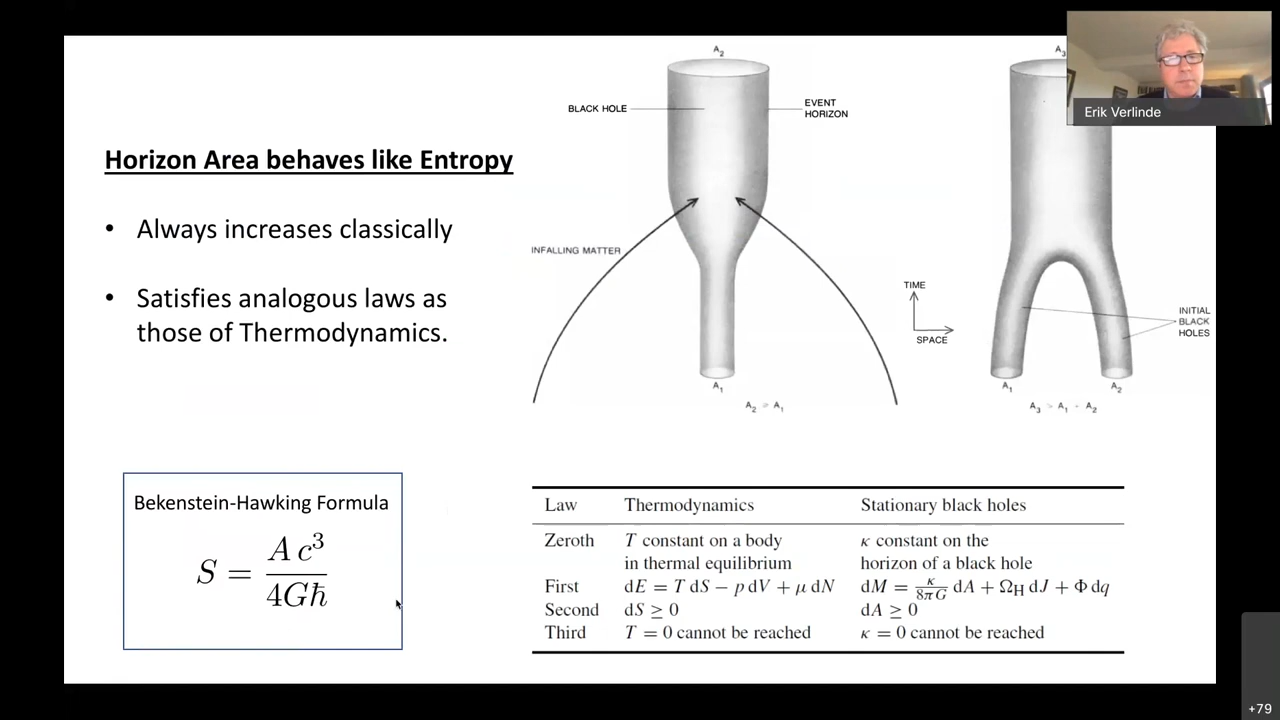 Horizon Area behaves like Entropy
• Always increases classically
• Satisfies analogous laws as
those of Thermodynamics.
Bekenstein-Hawking Formula
S = A c³ / 4Għ
A₂
BLACK HOLE
EVENT
HORIZON
INFALLING MATTER
A₁
A₂ > A₁
TIME
SPACE
A₃
INITIAL
BLACK
HOLES
A₁
A₂
A₃ > A₁ + A₂
Law Thermodynamics Stationary black holes
Zeroth T constant on a body κ constant on the
in thermal equilibrium horizon of a black hole
First dE = T dS − p dV + μ dN dM = κ/8πG dA + Ω_H dJ + Φ dq
Second dS ≥ 0 dA ≥ 0
Third T = 0 cannot be reached κ = 0 cannot be reached
Erik Verlinde
+79